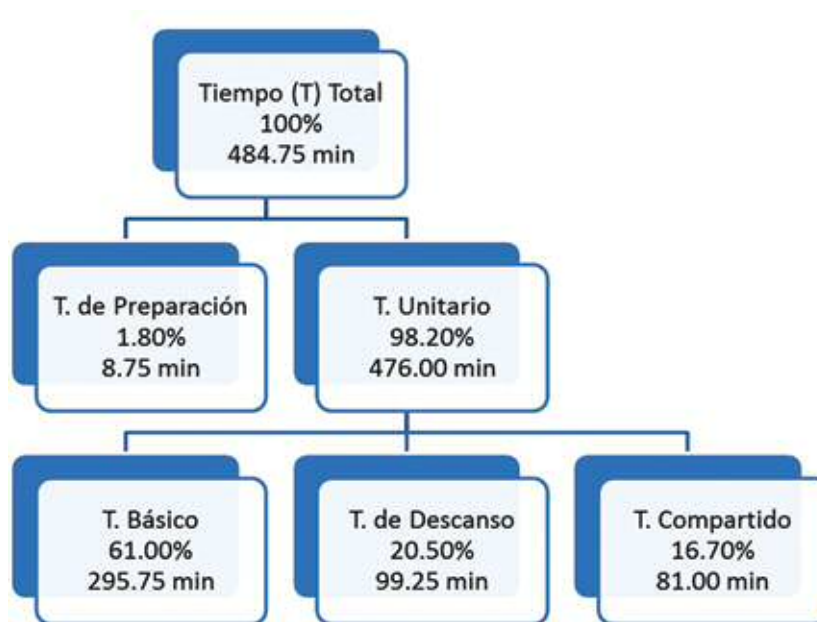 Tiempo (T) Total
100%
484.75 min
T. de Preparación
1.80%
8.75 min
T. Unitario
98.20%
476.00 min
T. Básico
61.00%
295.75 min
T. de Descanso
20.50%
99.25 min
T. Compartido
16.70%
81.00 min